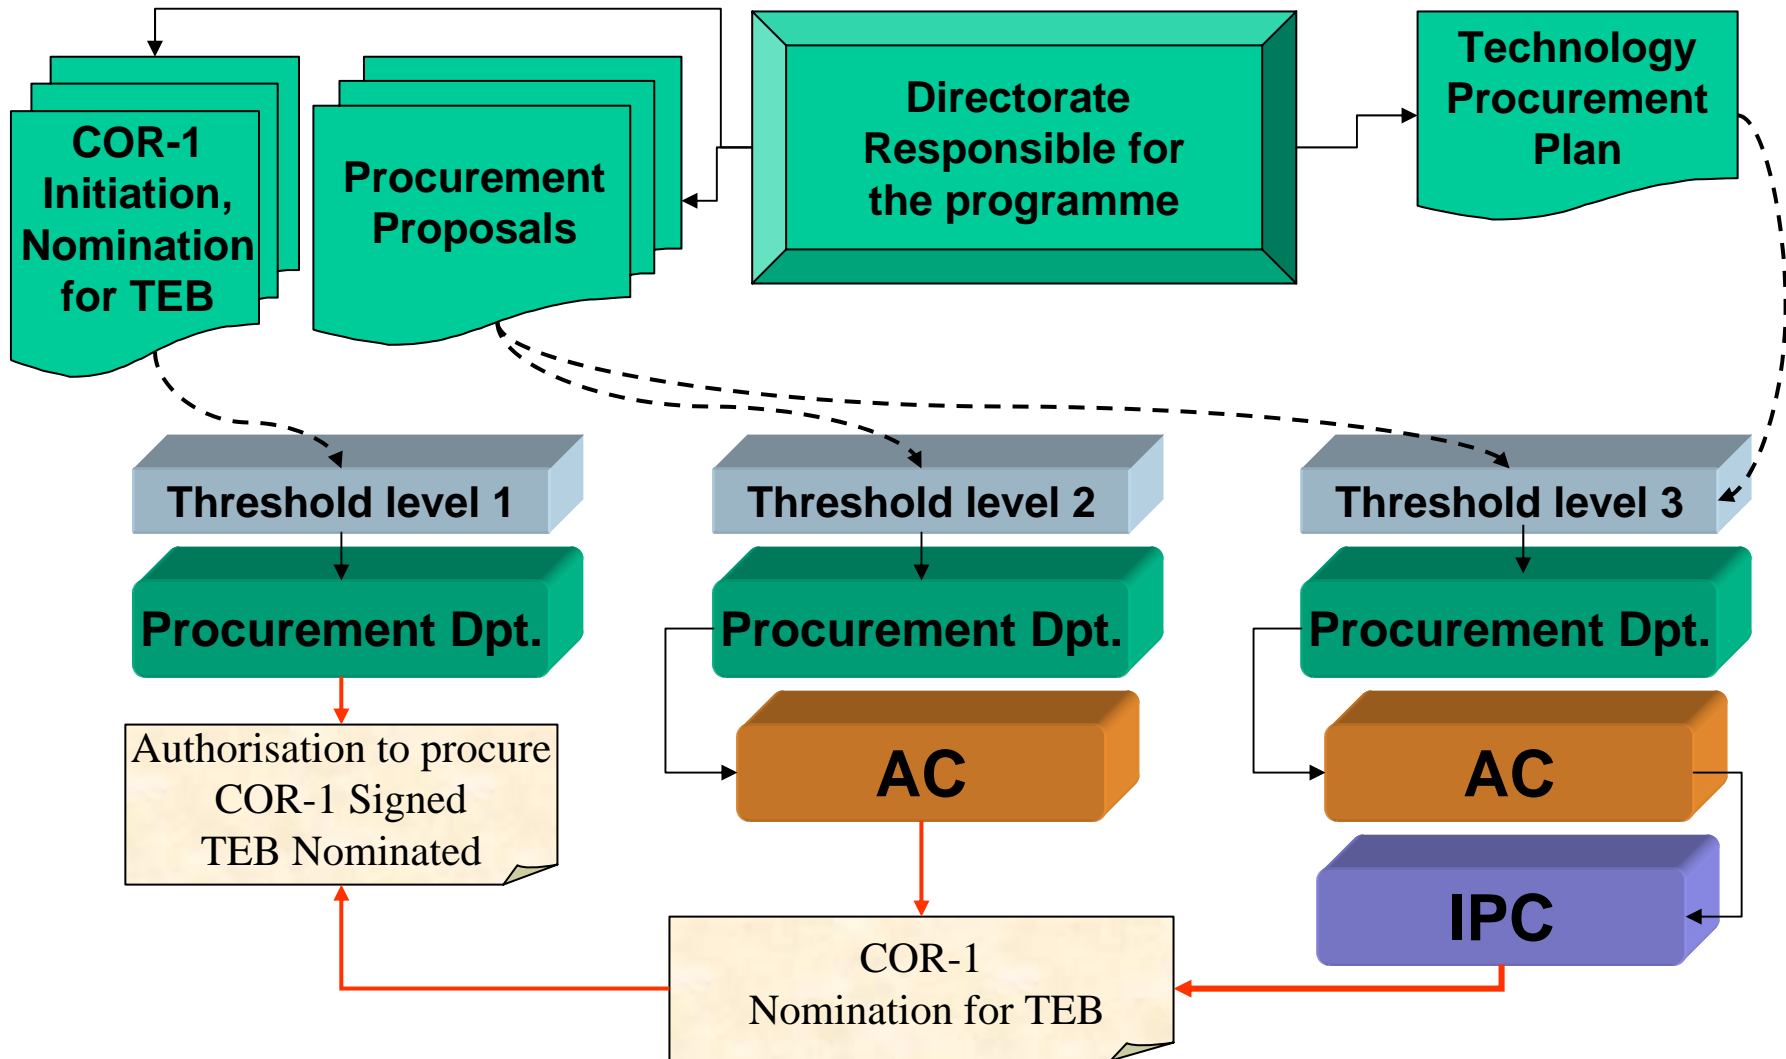 COR-1
Initiation,
Nomination
for TEB
Procurement
Proposals
Directorate
Responsible for
the programme
Technology
Procurement
Plan
Threshold level 1
Threshold level 2
Threshold level 3
Procurement Dpt.
Procurement Dpt.
Procurement Dpt.
Authorisation to procure
COR-1 Signed
TEB Nominated
AC
AC
IPC
COR-1
Nomination for TEB